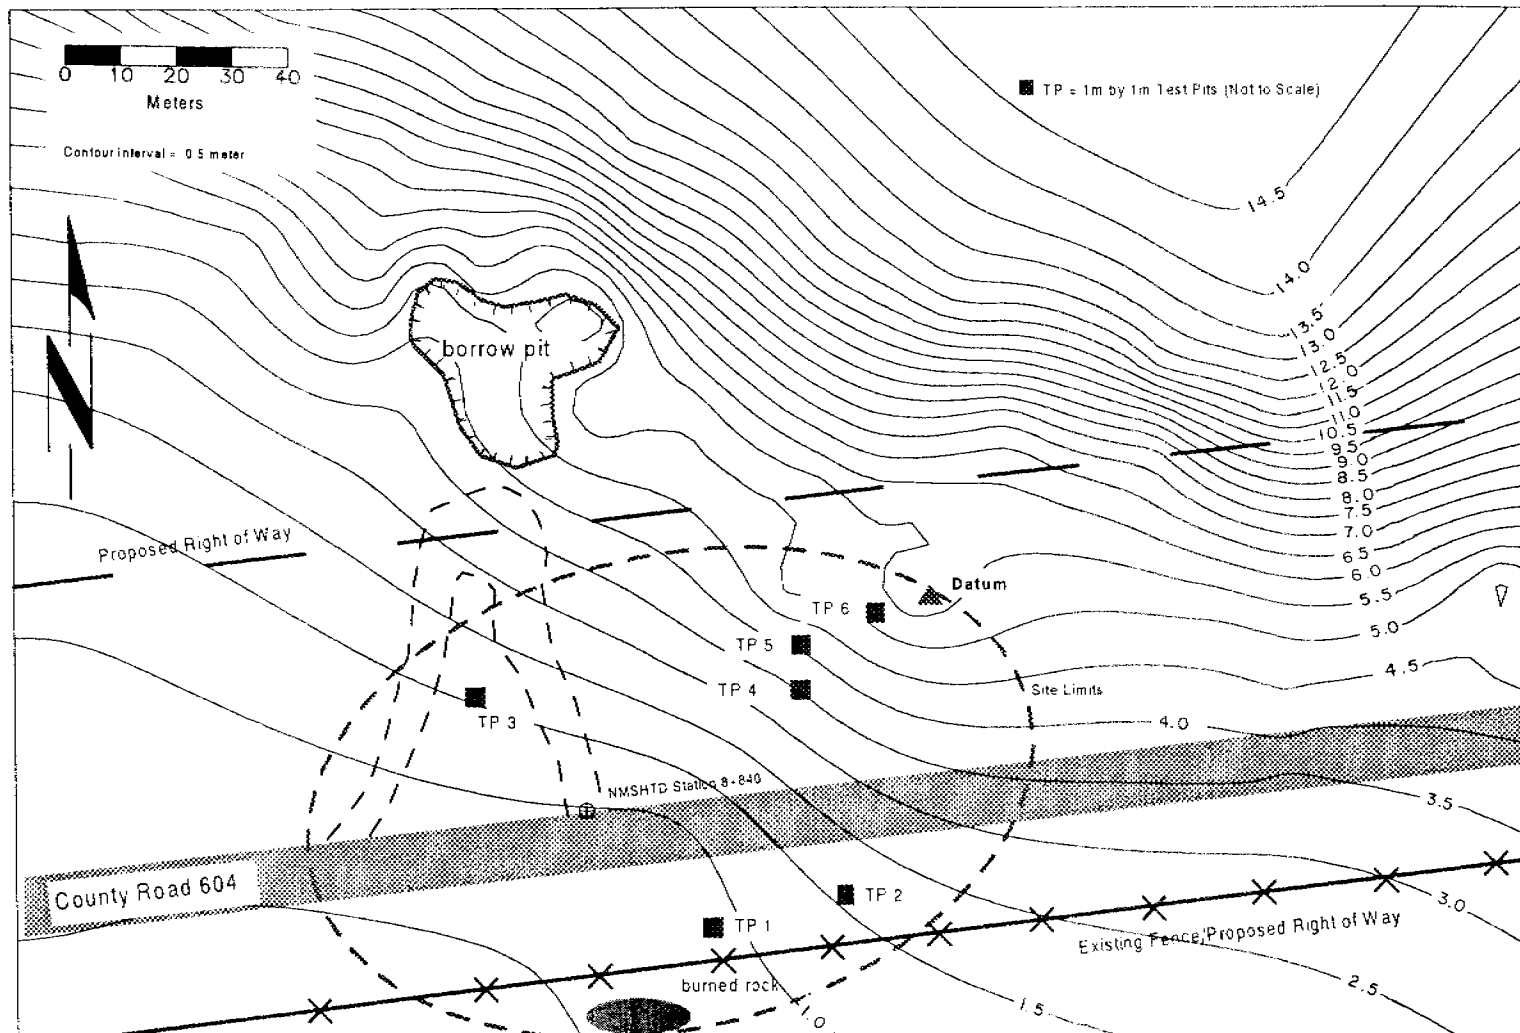 0 10 20 30 40
Meters
Contour interval = 0.5 meter
TP = 1m by 1m Test Pits (Not to Scale)
N
14.5
14.0
13.5
13.0
12.5
12.0
11.5
11.0
10.5
9.5
9.0
8.5
8.0
7.5
7.0
6.5
6.0
5.5
5.0
4.5
4.0
3.5
3.0
2.5
1.5
1.0
borrow pit
Proposed Right of Way
Datum
TP 6
TP 5
TP 4
TP 3
Site Limits
NMSHTD Station 8+840
County Road 604
TP 2
TP 1
Existing Fence/Proposed Right of Way
burned rock